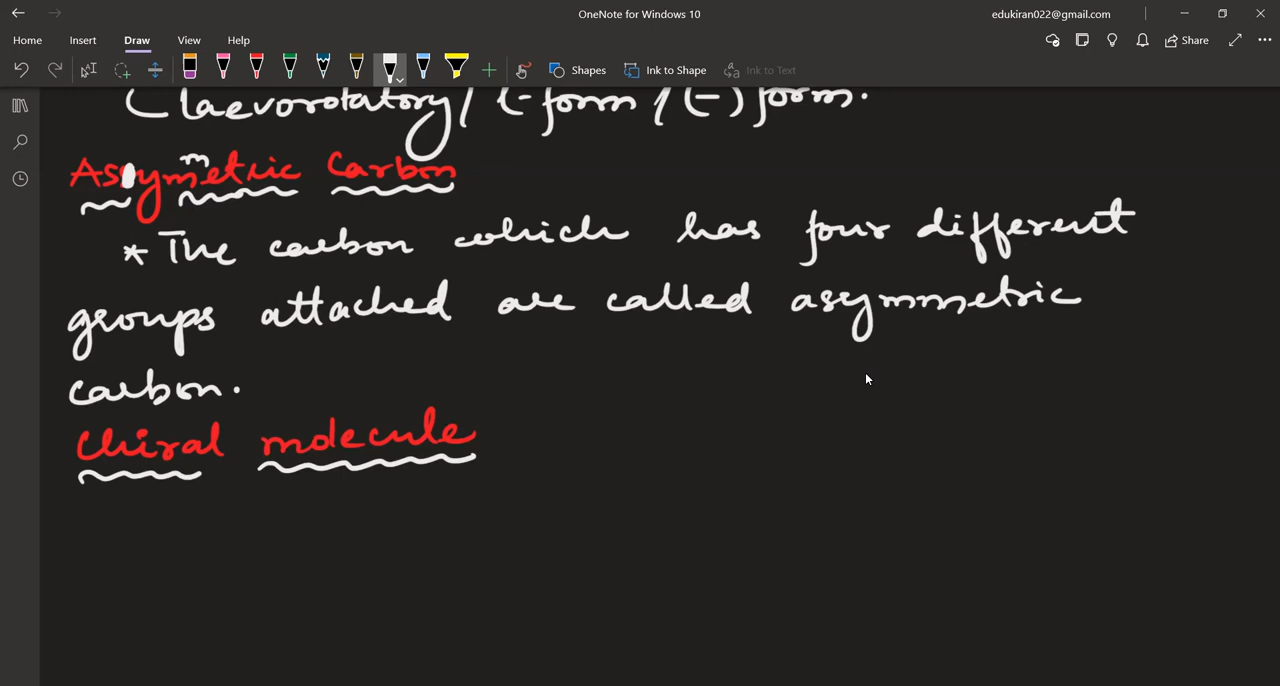 OneNote for Windows 10
edukiran022@gmail.com
Home Insert Draw View Help
Share
Shapes Ink to Shape Ink to Text
(laevorotatory/ l-form / (-) form.
Asymmetric Carbon
* The carbon which has four different
groups attached are called asymmetric
carbon.
Chiral molecule